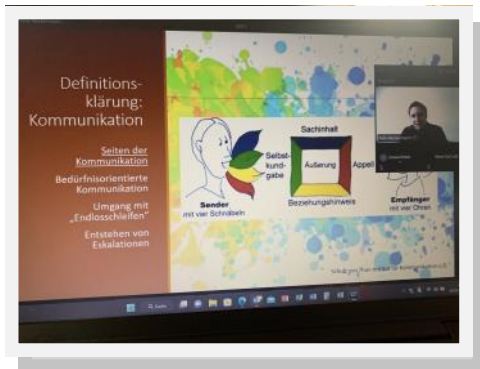 Definitions-
klärung:
Kommunikation
Seiten der
Kommunikation
Bedürfnisorientierte
Kommunikation
Umgang mit
„Endlosschleifen“
Entstehen von
Eskalationen
Sachinhalt
Selbst-
kund-
gabe
Äußerung
Appell
Beziehungshinweis
Sender
mit vier Schnäbeln
Empfänger
mit vier Ohren